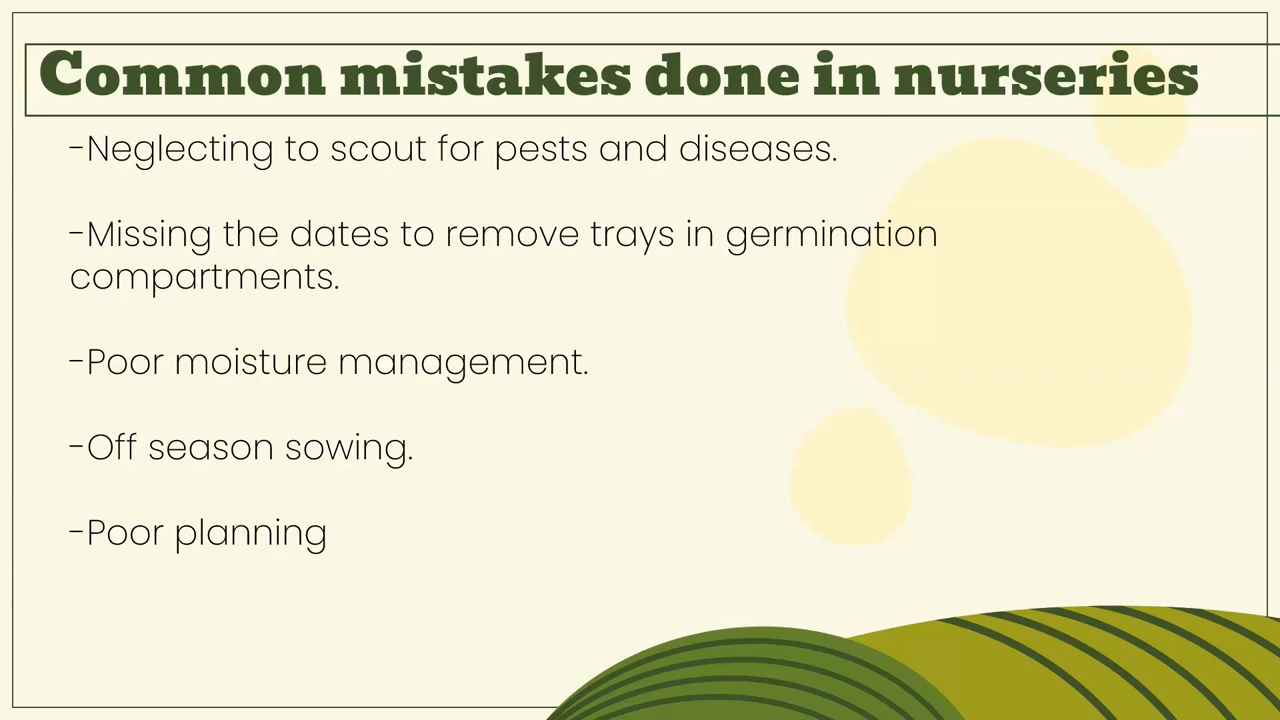 Common mistakes done in nurseries
-Neglecting to scout for pests and diseases.
-Missing the dates to remove trays in germination
compartments.
-Poor moisture management.
-Off season sowing.
-Poor planning